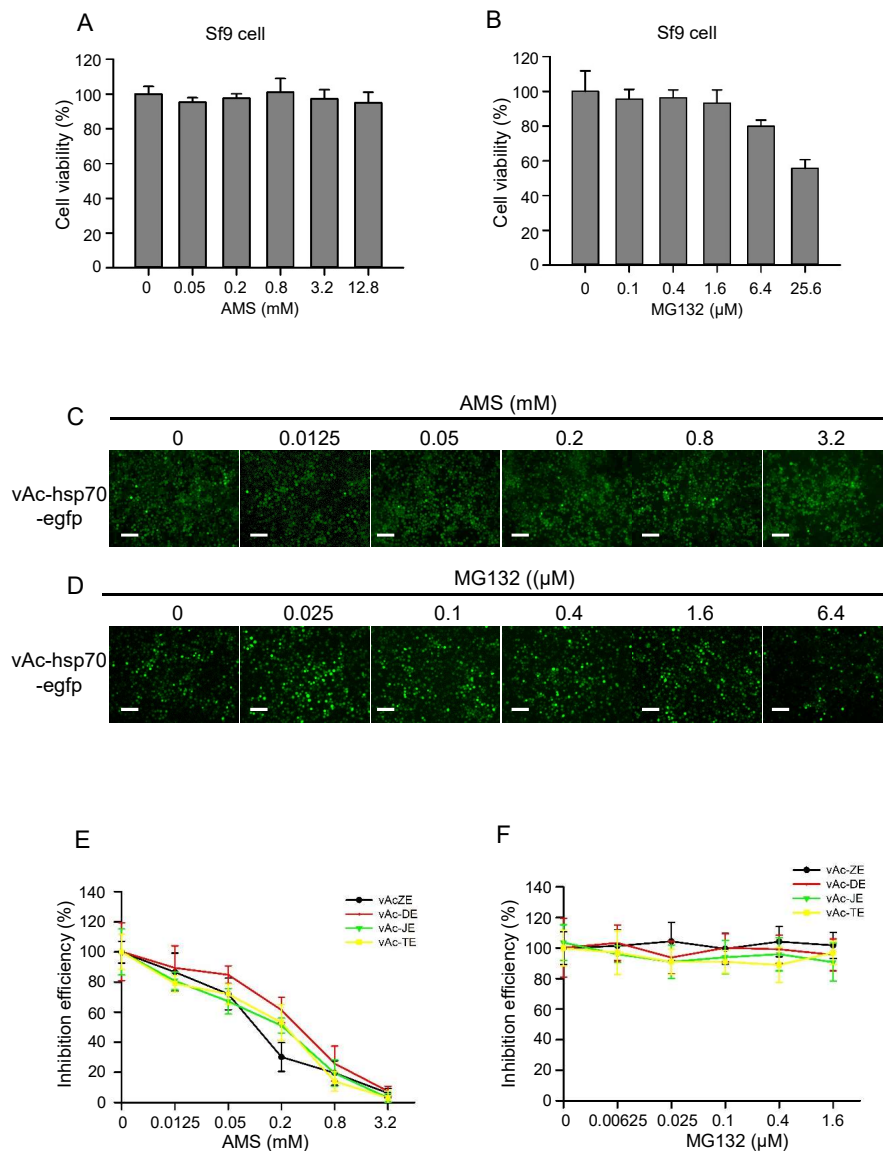 A
Sf9 cell
Cell viability (%)
120
100
80
60
40
20
0
0 0.05 0.2 0.8 3.2 12.8
AMS (mM)
B
Sf9 cell
Cell viability (%)
120
100
80
60
40
20
0
0 0.1 0.4 1.6 6.4 25.6
MG132 (µM)
C
AMS (mM)
0 0.0125 0.05 0.2 0.8 3.2
vAc-hsp70
-egfp
D
MG132 ((µM)
0 0.025 0.1 0.4 1.6 6.4
vAc-hsp70
-egfp
E
Inhibition efficiency (%)
140
120
100
80
60
40
20
0
vAcZE
vAc-DE
vAc-JE
vAc-TE
0 0.0125 0.05 0.2 0.8 3.2
AMS (mM)
F
Inhibition efficiency (%)
140
120
100
80
60
40
20
0
vAc-ZE
vAc-DE
vAc-JE
vAc-TE
0 0.00625 0.025 0.1 0.4 1.6
MG132 (µM)